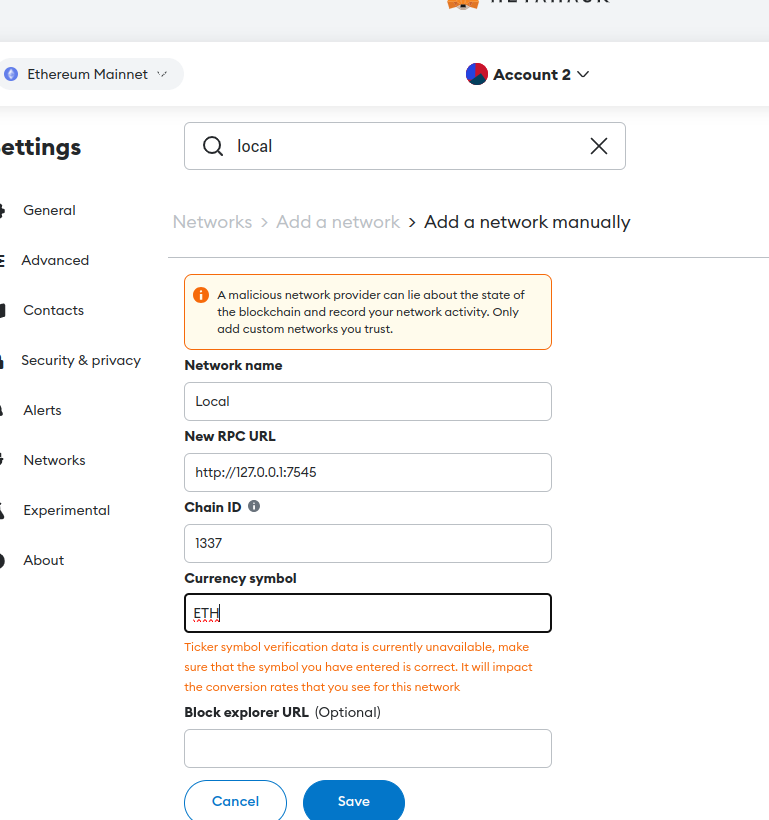 Ethereum Mainnet
Account 2
ettings
local
Networks > Add a network > Add a network manually
General
Advanced
Contacts
Security & privacy
Alerts
Networks
Experimental
About
A malicious network provider can lie about the state of
the blockchain and record your network activity. Only
add custom networks you trust.
Network name
Local
New RPC URL
http://127.0.0.1:7545
Chain ID
1337
Currency symbol
ETH
Ticker symbol verification data is currently unavailable, make
sure that the symbol you have entered is correct. It will impact
the conversion rates that you see for this network
Block explorer URL (Optional)
Cancel
Save